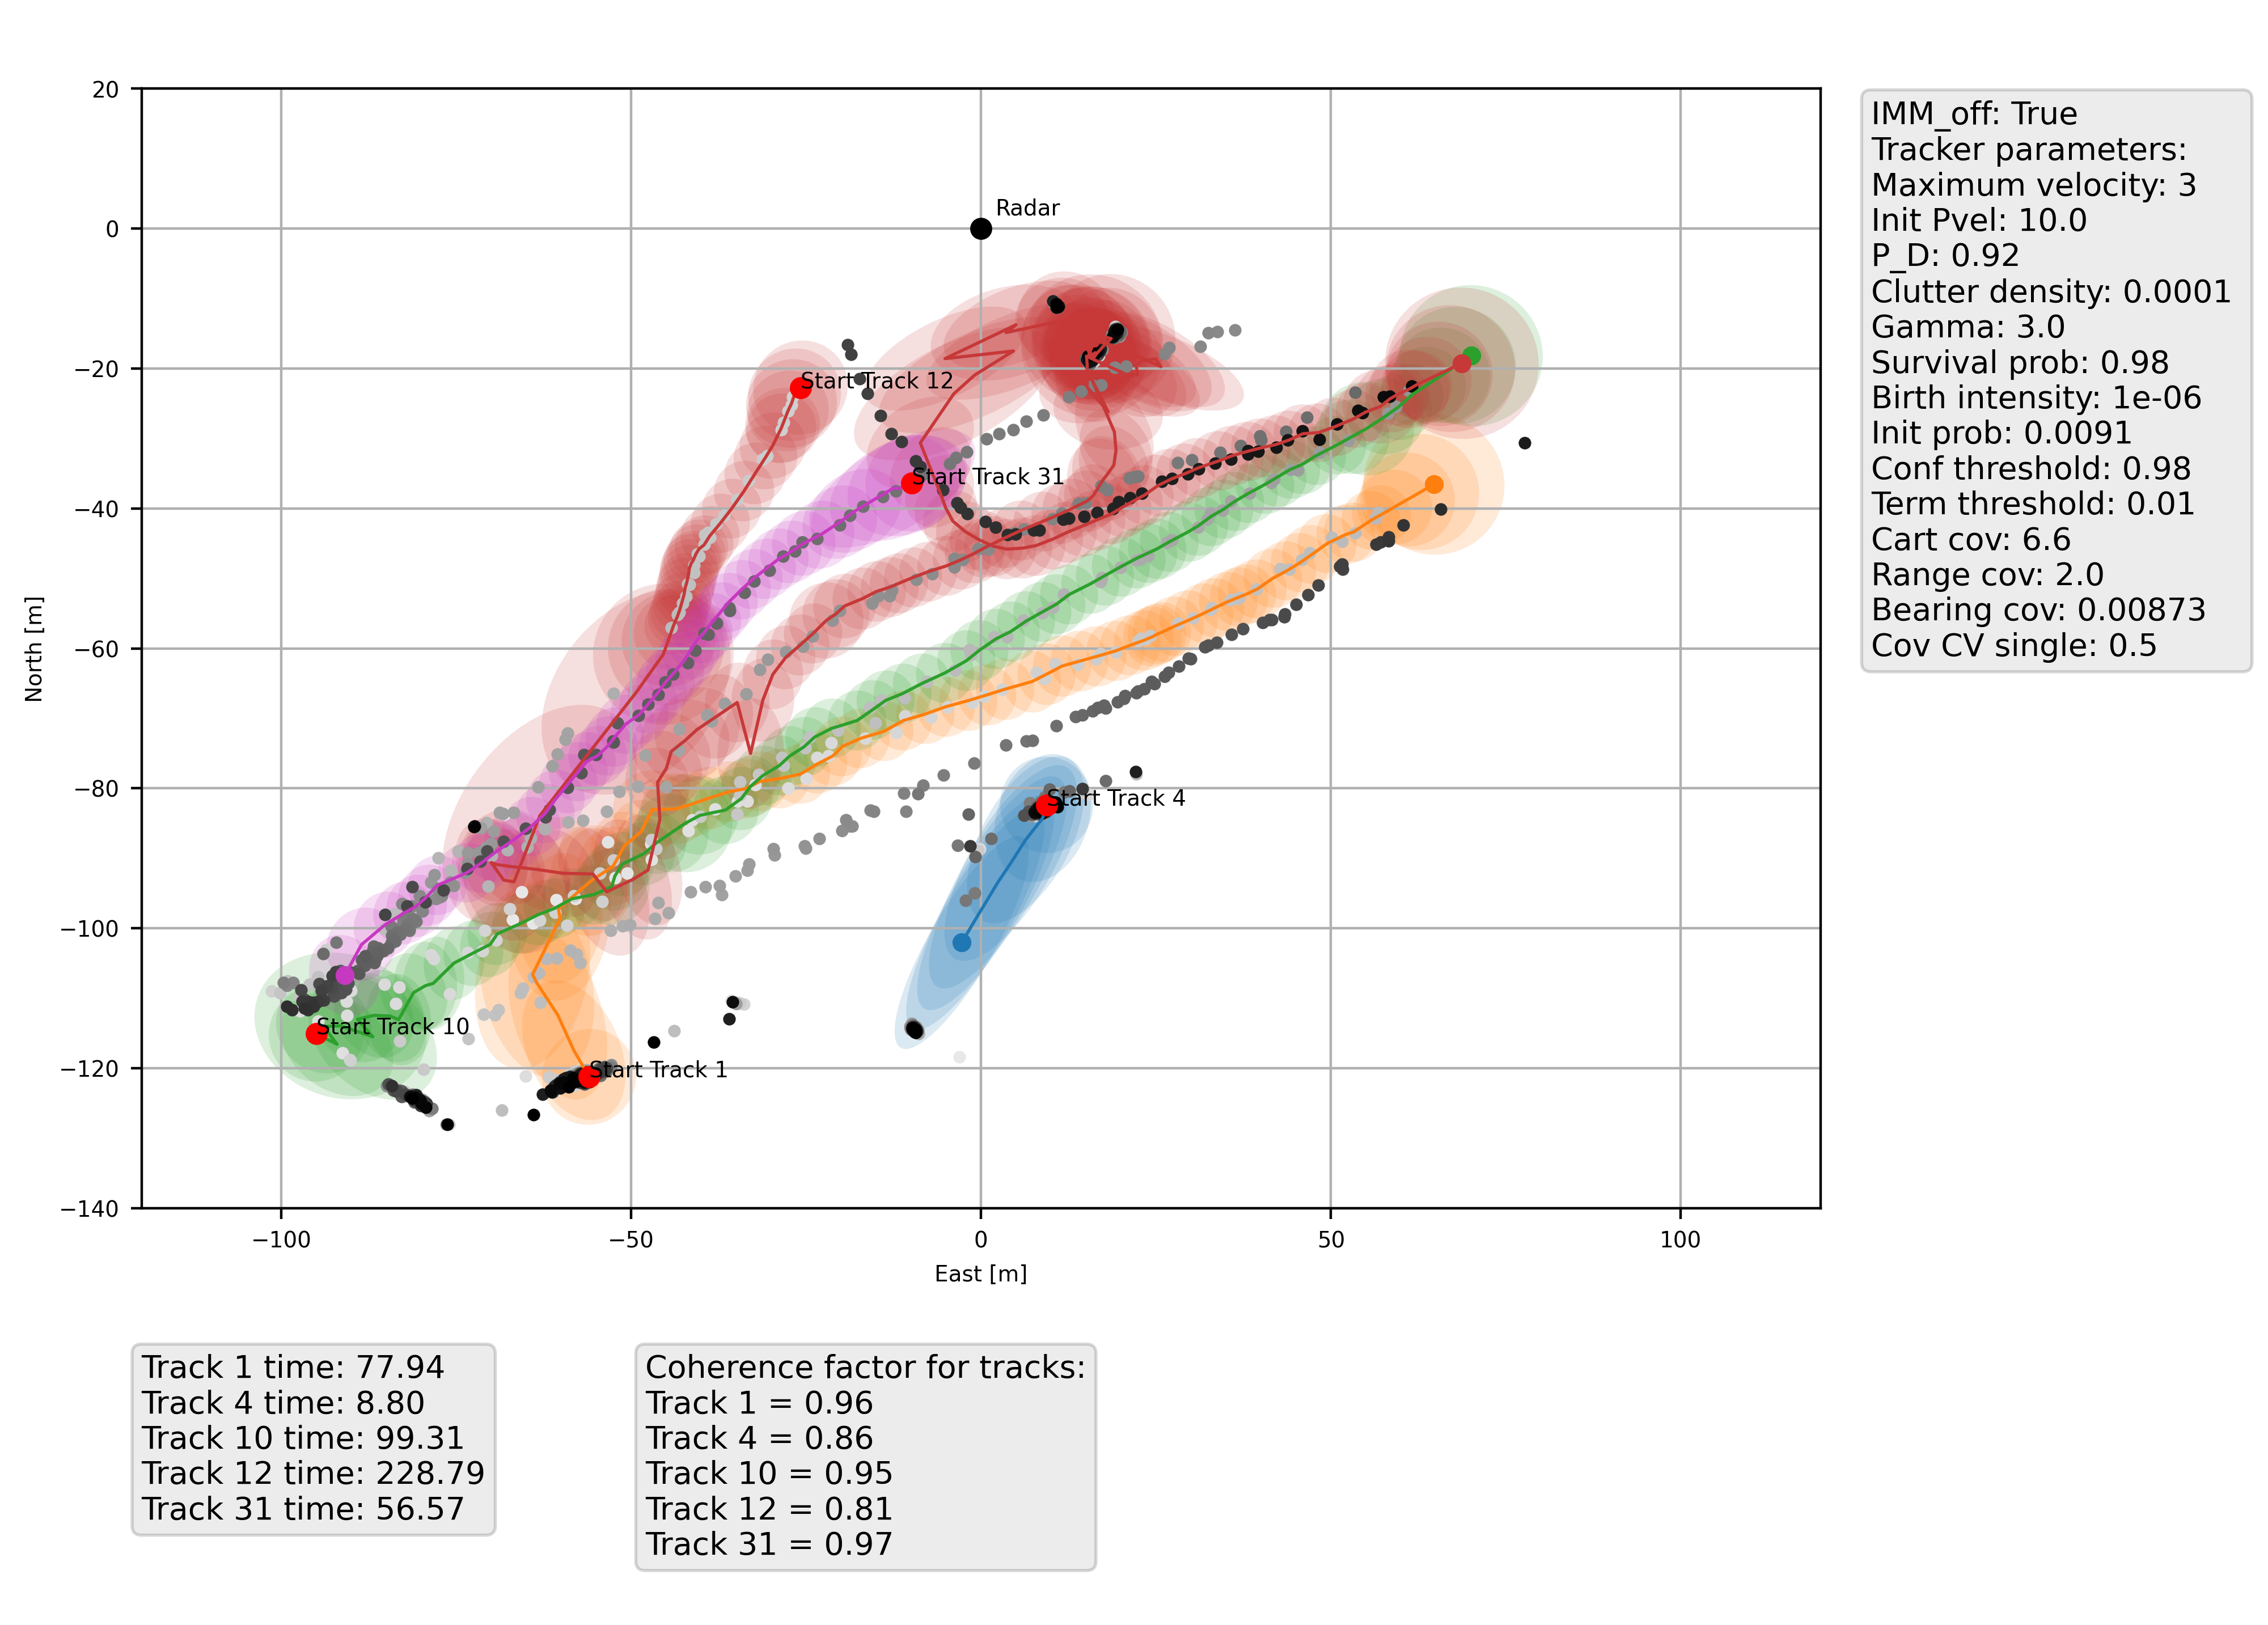 20
0
−20
−40
−60
−80
−100
−120
−140
−100
−50
0
50
100
North [m]
East [m]
Radar
Start Track 12
Start Track 31
Start Track 4
Start Track 10
Start Track 1
IMM_off: True
Tracker parameters:
Maximum velocity: 3
Init Pvel: 10.0
P_D: 0.92
Clutter density: 0.0001
Gamma: 3.0
Survival prob: 0.98
Birth intensity: 1e-06
Init prob: 0.0091
Conf threshold: 0.98
Term threshold: 0.01
Cart cov: 6.6
Range cov: 2.0
Bearing cov: 0.00873
Cov CV single: 0.5
Track 1 time: 77.94
Track 4 time: 8.80
Track 10 time: 99.31
Track 12 time: 228.79
Track 31 time: 56.57
Coherence factor for tracks:
Track 1 = 0.96
Track 4 = 0.86
Track 10 = 0.95
Track 12 = 0.81
Track 31 = 0.97